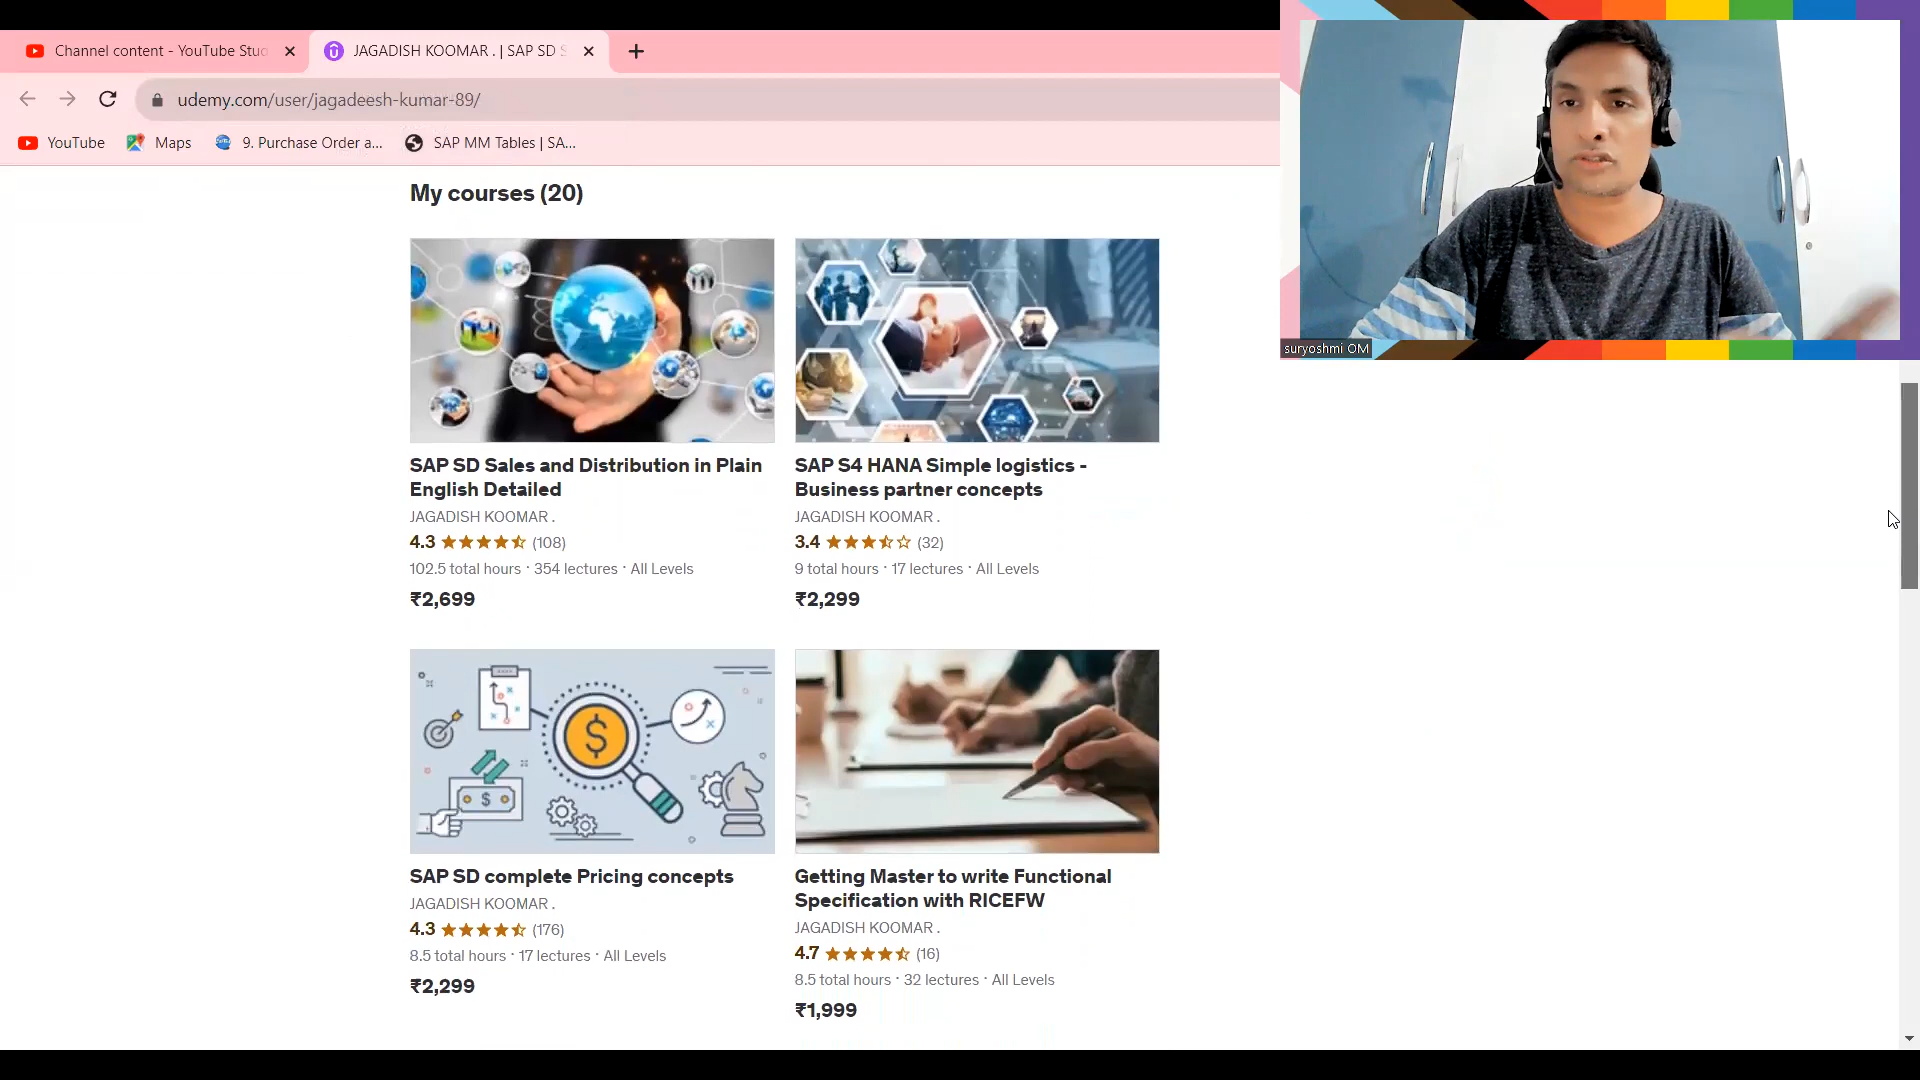 Channel content - YouTube Stu
JAGADISH KOOMAR . | SAP SD S
udemy.com/user/jagadeesh-kumar-89/
YouTube
Maps
9. Purchase Order a...
SAP MM Tables | SA...
suryoshmi OM
My courses (20)
SAP SD Sales and Distribution in Plain
English Detailed
JAGADISH KOOMAR .
4.3 (108)
102.5 total hours · 354 lectures · All Levels
₹2,699
SAP S4 HANA Simple logistics -
Business partner concepts
JAGADISH KOOMAR .
3.4 (32)
9 total hours · 17 lectures · All Levels
₹2,299
SAP SD complete Pricing concepts
JAGADISH KOOMAR .
4.3 (176)
8.5 total hours · 17 lectures · All Levels
₹2,299
Getting Master to write Functional
Specification with RICEFW
JAGADISH KOOMAR .
4.7 (16)
8.5 total hours · 32 lectures · All Levels
₹1,999